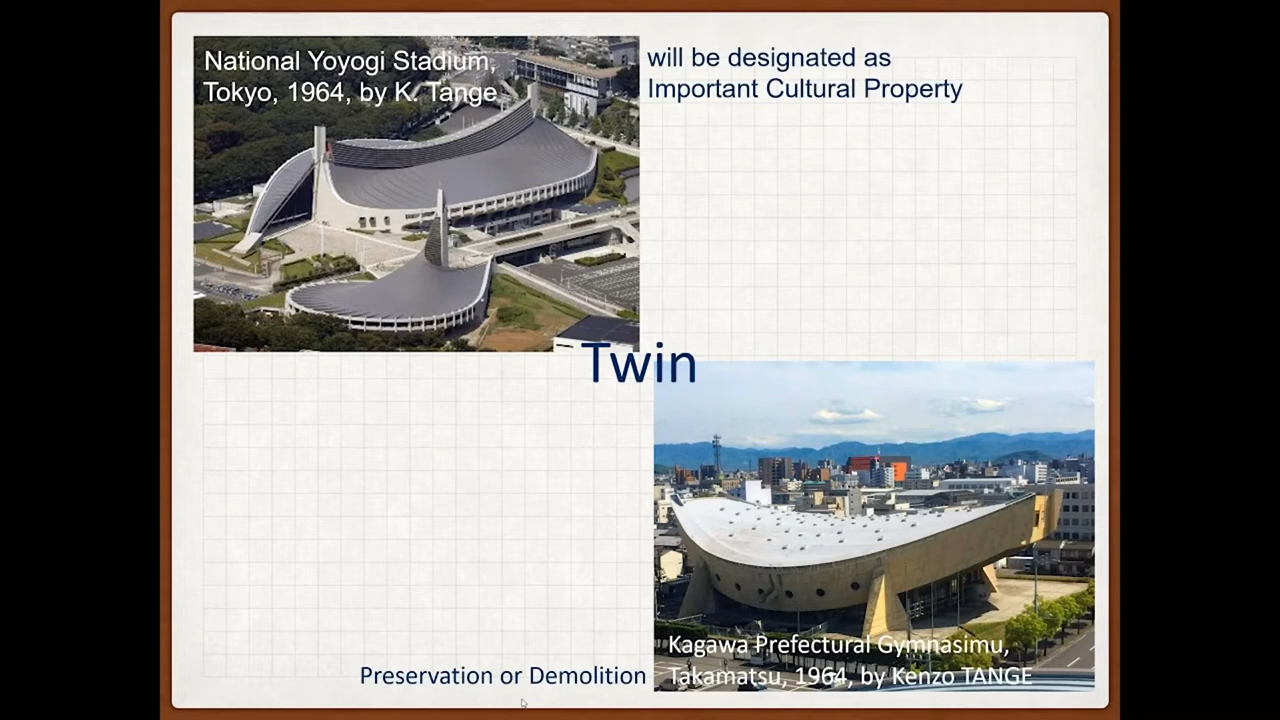 National Yoyogi Stadium,
Tokyo, 1964, by K. Tange
will be designated as
Important Cultural Property
Twin
Kagawa Prefectural Gymnasimu,
Takamatsu, 1964, by Kenzo TANGE
Preservation or Demolition